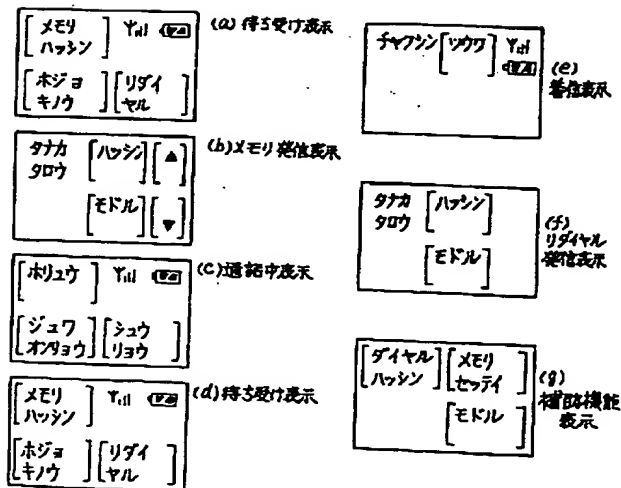 メモリ
ハッシン
ホジョ
キノウ
リダイ
ヤル
(a) 待ち受け表示
タナカ
タロウ
ハッシン
▲
モドル
▼
(b)メモリ発信表示
ホリュウ
ジュワ
オンリョウ
シュウ
リョウ
(c)通話中表示
メモリ
ハッシン
ホジョ
キノウ
リダイ
ヤル
(d)待ち受け表示
チャクシン
ツウワ
(e)
着信表示
タナカ
タロウ
ハッシン
モドル
(f)
リダイヤル
発信表示
ダイヤル
ハッシン
メモリ
セッテイ
モドル
(g)
補助機能
表示